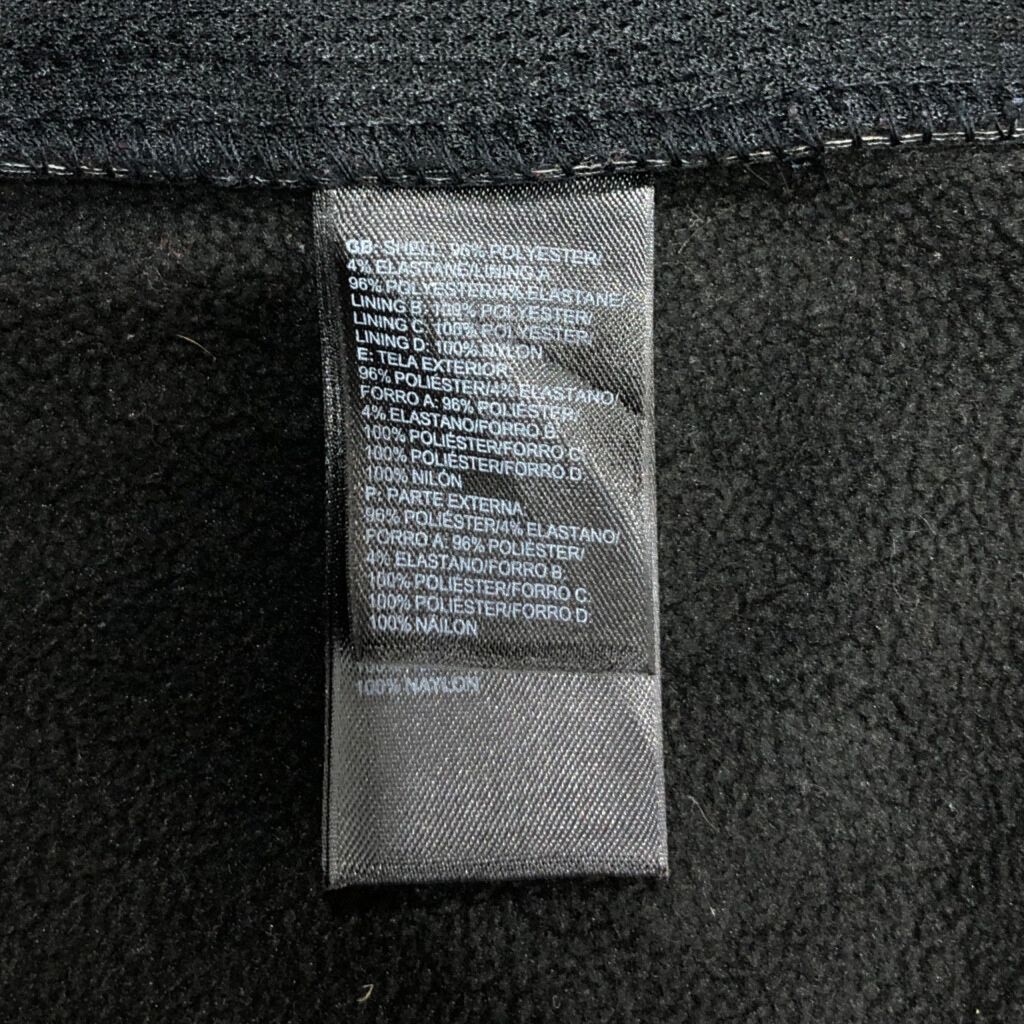 GB: SHELL: 96% POLYESTER/
4% ELASTANE/LINING A:
96% POLYESTER/4% ELASTANE/
LINING B: 100% POLYESTER/
LINING C: 100% POLYESTER/
LINING D: 100% NYLON
E: TELA EXTERIOR:
96% POLIÉSTER/4% ELASTANO/
FORRO A: 96% POLIÉSTER/
4% ELASTANO/FORRO B:
100% POLIÉSTER/FORRO C:
100% POLIÉSTER/FORRO D:
100% NILON
P: PARTE EXTERNA:
96% POLIÉSTER/4% ELASTANO/
FORRO A: 96% POLIÉSTER/
4% ELASTANO/FORRO B:
100% POLIÉSTER/FORRO C:
100% POLIÉSTER/FORRO D:
100% NÁILON
100% NAYLON